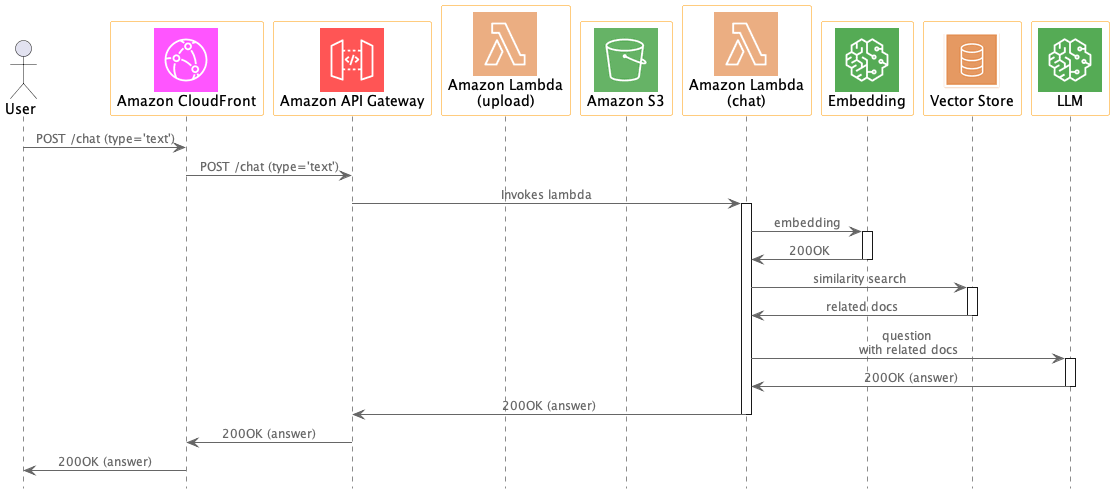 User
Amazon CloudFront
Amazon API Gateway
Amazon Lambda
(upload)
Amazon S3
Amazon Lambda
(chat)
Embedding
Vector Store
LLM
POST /chat (type='text')
POST /chat (type='text')
Invokes lambda
embedding
200OK
similarity search
related docs
question
with related docs
200OK (answer)
200OK (answer)
200OK (answer)
200OK (answer)